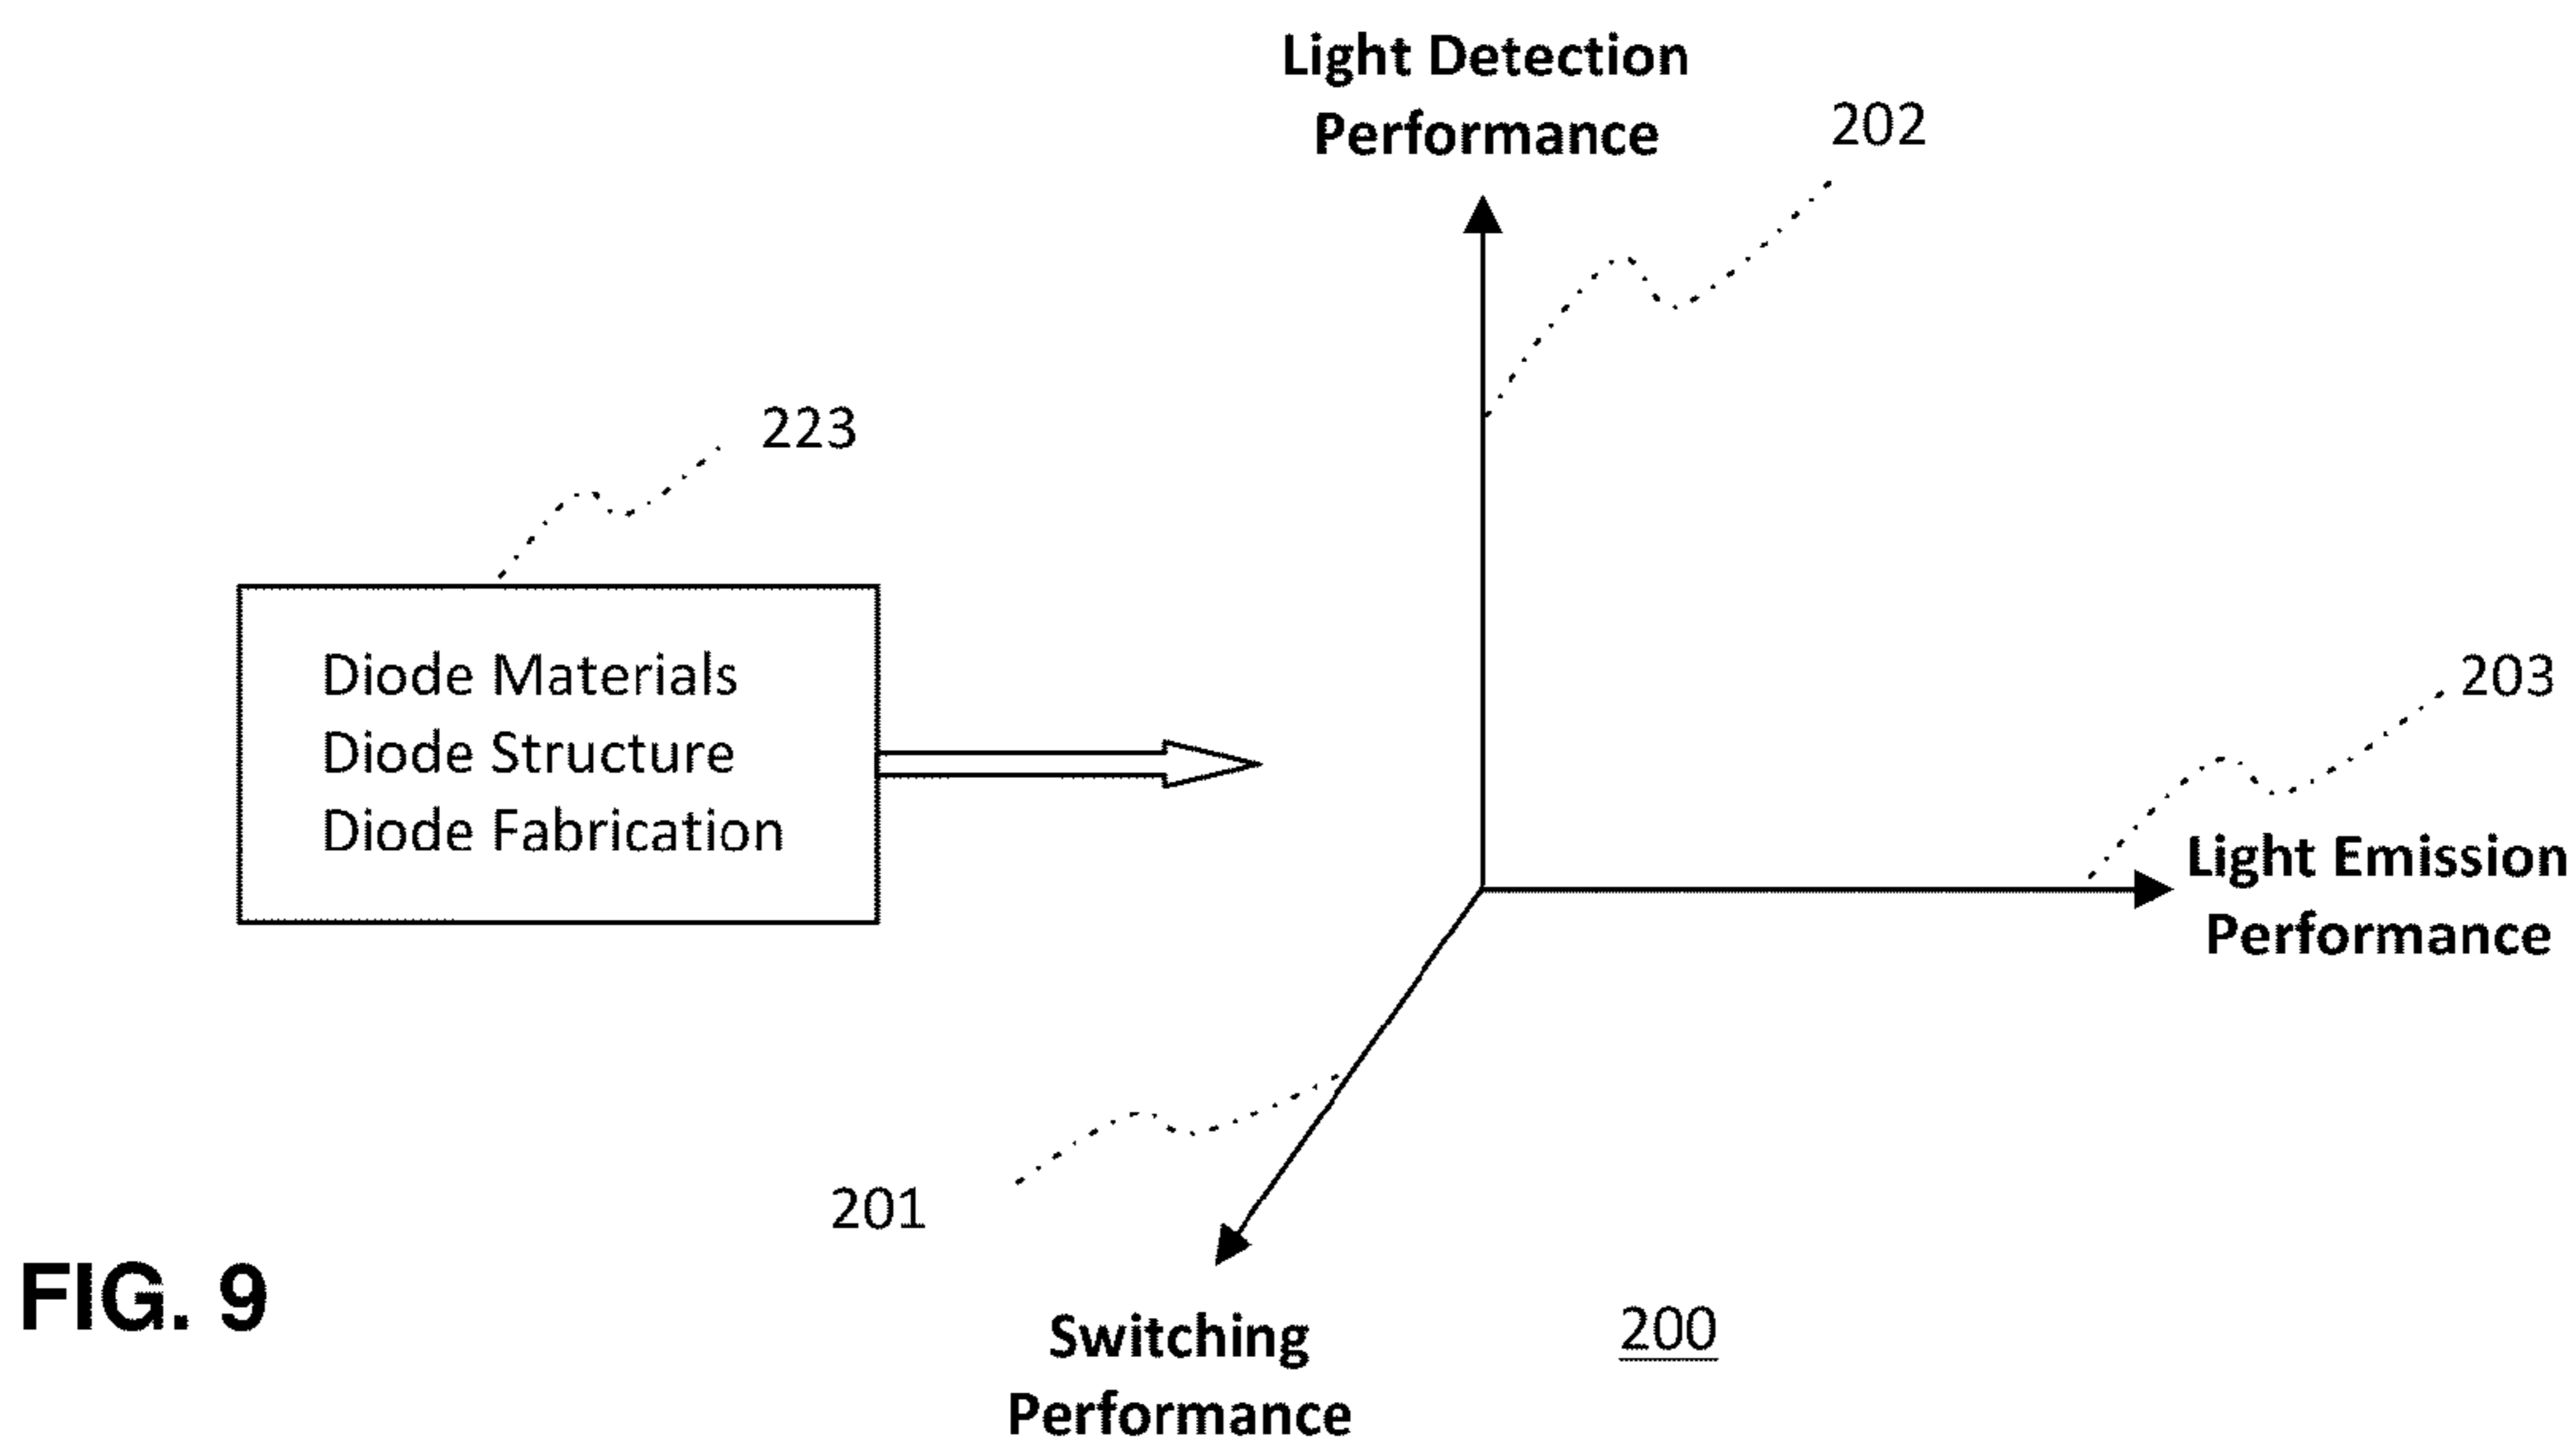 Light Detection
Performance
202
223
Diode Materials
Diode Structure
Diode Fabrication
203
Light Emission
Performance
201
FIG. 9
Switching
Performance
200